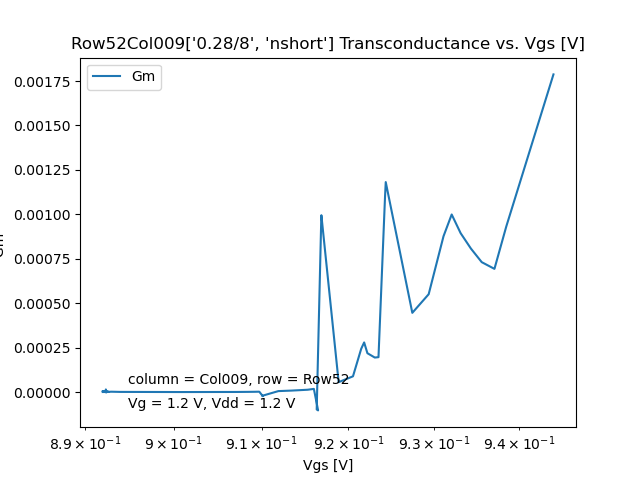 Row52Col009['0.28/8', 'nshort'] Transconductance vs. Vgs [V]
Gm
0.00175
0.00150
0.00125
0.00100
0.00075
0.00050
0.00025
0.00000
Gm
column = Col009, row = Row52
Vg = 1.2 V, Vdd = 1.2 V
8.9 × 10⁻¹
9 × 10⁻¹
9.1 × 10⁻¹
9.2 × 10⁻¹
9.3 × 10⁻¹
9.4 × 10⁻¹
Vgs [V]